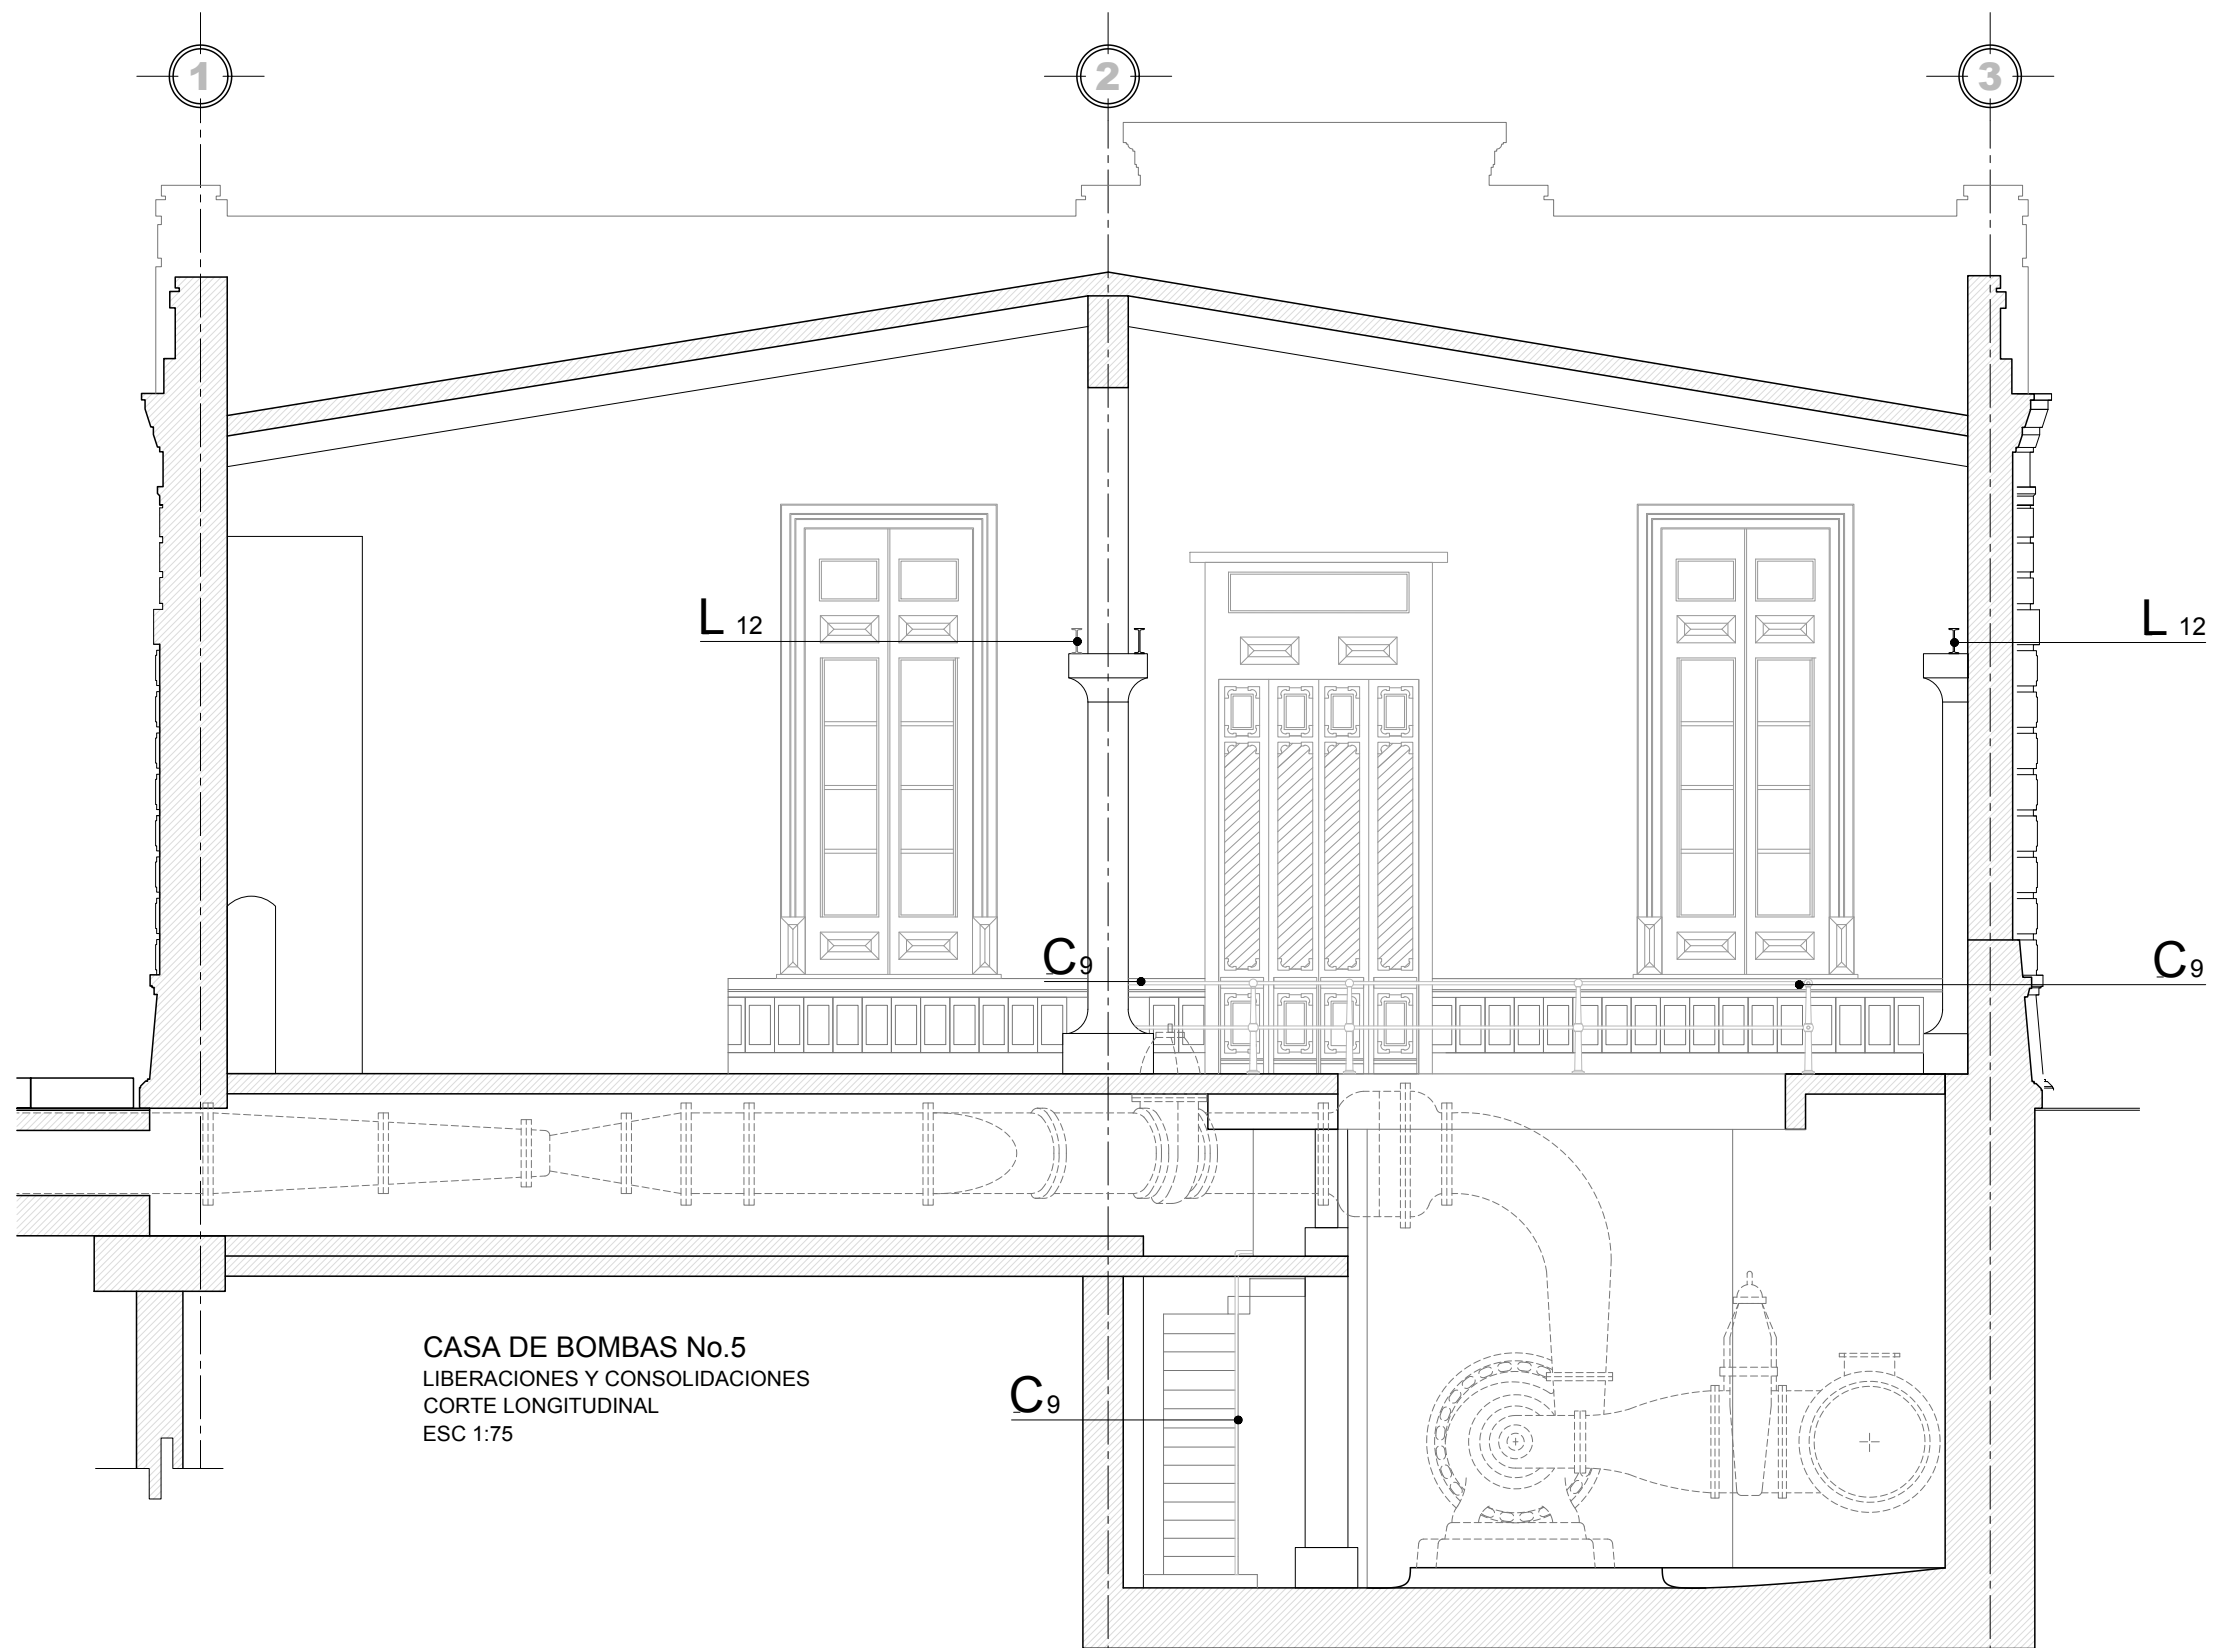 1 2 3
L 12
L 12
C9
C9
CASA DE BOMBAS No.5
LIBERACIONES Y CONSOLIDACIONES
CORTE LONGITUDINAL
ESC 1:75
C9